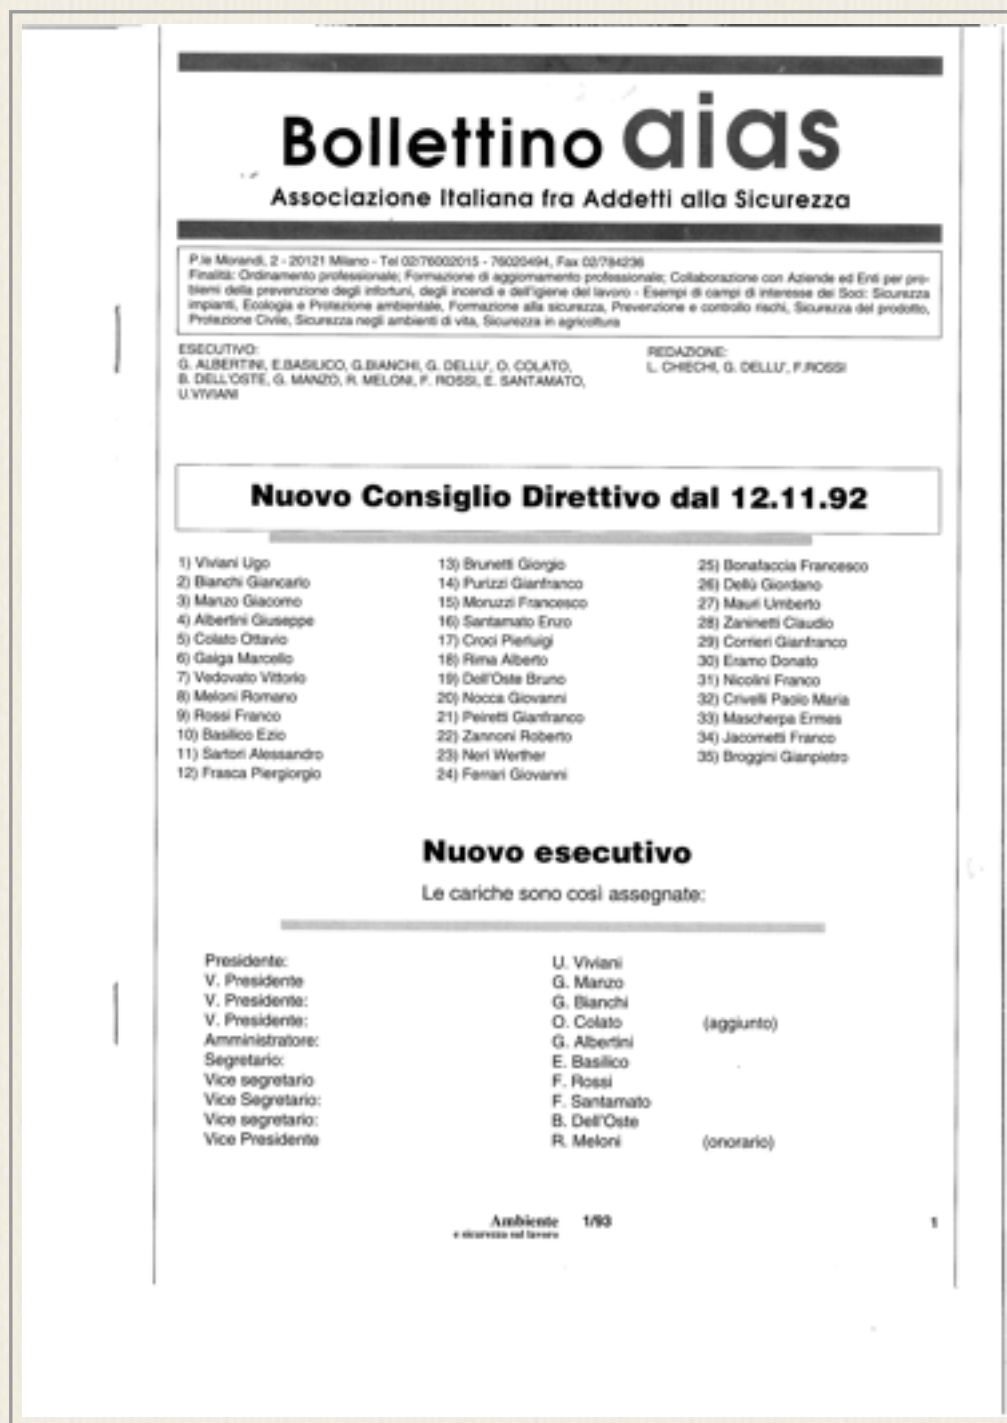 Bollettino aias
Associazione Italiana fra Addetti alla Sicurezza
P.le Morandi, 2 - 20121 Milano - Tel 02/76002015 - 76020494, Fax 02/784236
Finalità: Ordinamento professionale; Formazione di aggiornamento professionale; Collaborazione con Aziende ed Enti per pro-
blemi della prevenzione degli infortuni, degli incendi e dell'igiene del lavoro - Esempi di campi di interesse dei Soci: Sicurezza
impianti, Ecologia e Protezione ambientale, Formazione alla sicurezza, Prevenzione e controllo rischi, Sicurezza del prodotto,
Protezione Civile, Sicurezza negli ambienti di vita, Sicurezza in agricoltura
ESECUTIVO:
G. ALBERTINI, E.BASILICO, G.BIANCHI, G. DELLU', O. COLATO,
B. DELL'OSTE, G. MANZO, R. MELONI, F. ROSSI, E. SANTAMATO,
U.VIVIANI
REDAZIONE:
L. CHIECHI, G. DELLU', F.ROSSI
Nuovo Consiglio Direttivo dal 12.11.92
1) Viviani Ugo
2) Bianchi Giancarlo
3) Manzo Giacomo
4) Albertini Giuseppe
5) Colato Ottavio
6) Gaiga Marcello
7) Vedovato Vittorio
8) Meloni Romano
9) Rossi Franco
10) Basilico Ezio
11) Sartori Alessandro
12) Frasca Piergiorgio
13) Brunetti Giorgio
14) Purizzi Gianfranco
15) Moruzzi Francesco
16) Santamato Enzo
17) Croci Pierluigi
18) Rima Alberto
19) Dell'Oste Bruno
20) Nocca Giovanni
21) Peiretti Gianfranco
22) Zannoni Roberto
23) Neri Werther
24) Ferrari Giovanni
25) Bonafaccia Francesco
26) Dellù Giordano
27) Mauri Umberto
28) Zaninetti Claudio
29) Corrieri Gianfranco
30) Eramo Donato
31) Nicolini Franco
32) Crivelli Paolo Maria
33) Mascherpa Ermes
34) Jacometti Franco
35) Broggini Gianpietro
Nuovo esecutivo
Le cariche sono così assegnate:
Presidente: U. Viviani
V. Presidente G. Manzo
V. Presidente: G. Bianchi
V. Presidente: O. Colato (aggiunto)
Amministratore: G. Albertini
Segretario: E. Basilico
Vice segretario F. Rossi
Vice Segretario: F. Santamato
Vice segretario: B. Dell'Oste
Vice Presidente R. Meloni (onorario)
Ambiente 1/93 1
e sicurezza sul lavoro